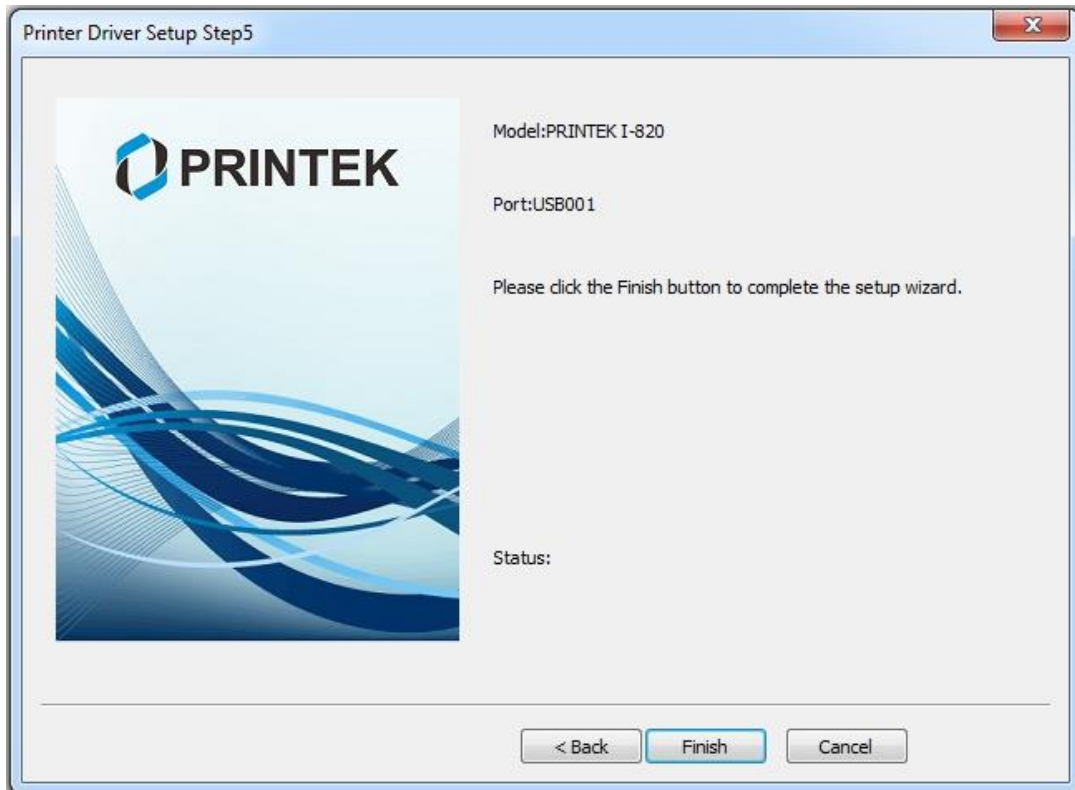 Printer Driver Setup Step5
PRINTEK
Model:PRINTEK I-820
Port:USB001
Please click the Finish button to complete the setup wizard.
Status:
< Back
Finish
Cancel